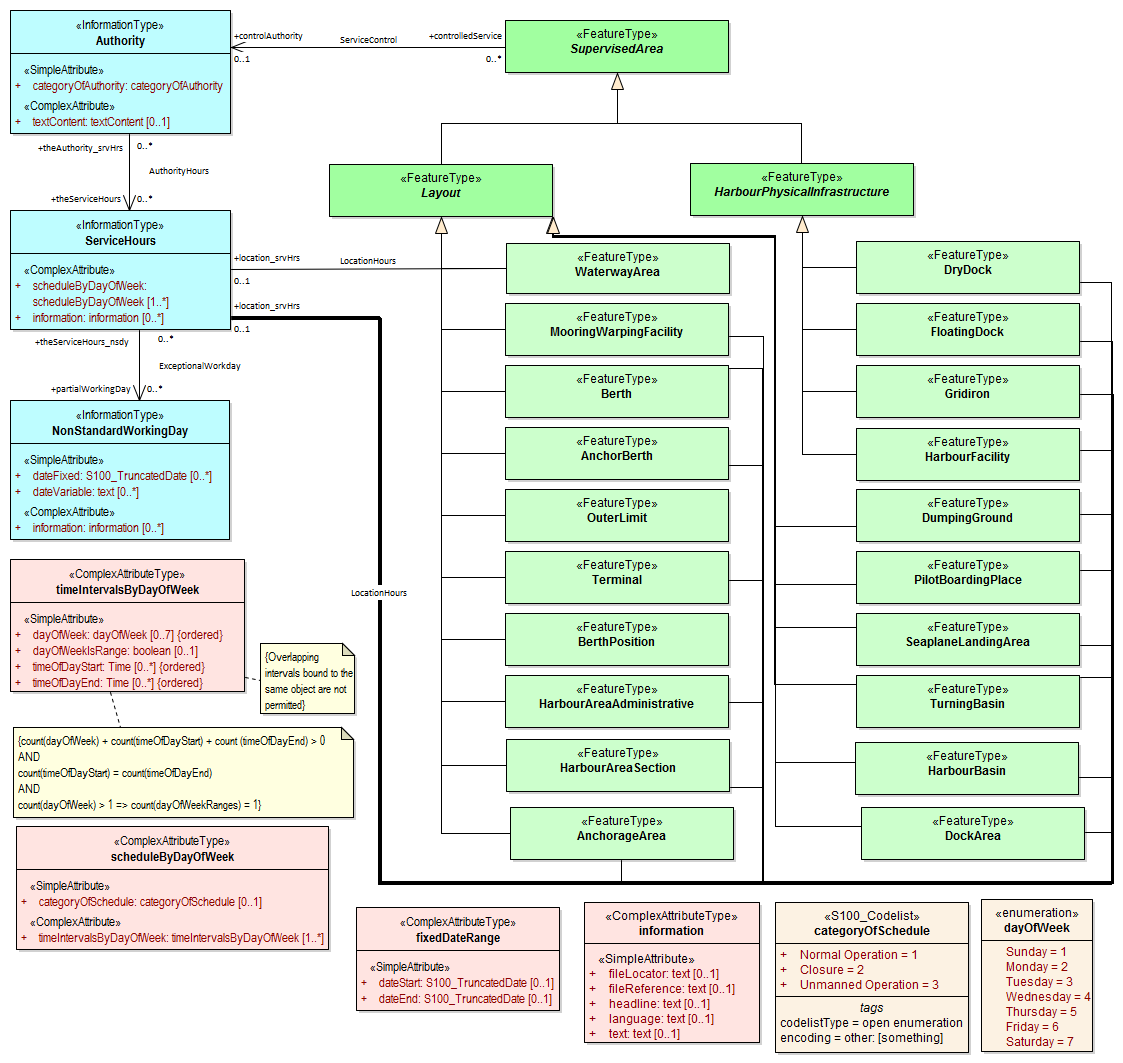 «InformationType»
Authority
«SimpleAttribute»
+ categoryOfAuthority: categoryOfAuthority
«ComplexAttribute»
+ textContent: textContent [0..1]
+controlAuthority
ServiceControl
+controlledService
0..1
0..*
«FeatureType»
SupervisedArea
+theAuthority_srvHrs
0..*
AuthorityHours
+theServiceHours
0..*
«FeatureType»
Layout
«FeatureType»
HarbourPhysicalInfrastructure
«InformationType»
ServiceHours
«ComplexAttribute»
+ scheduleByDayOfWeek:
scheduleByDayOfWeek [1..*]
+ information: information [0..*]
+location_srvHrs
LocationHours
0..1
+location_srvHrs
0..1
+theServiceHours_nsdy
0..*
ExceptionalWorkday
+partialWorkingDay
0..*
«InformationType»
NonStandardWorkingDay
«SimpleAttribute»
+ dateFixed: S100_TruncatedDate [0..*]
+ dateVariable: text [0..*]
«ComplexAttribute»
+ information: information [0..*]
«FeatureType»
WaterwayArea
«FeatureType»
MooringWarpingFacility
«FeatureType»
Berth
«FeatureType»
AnchorBerth
«FeatureType»
OuterLimit
«FeatureType»
Terminal
«FeatureType»
BerthPosition
«FeatureType»
HarbourAreaAdministrative
«FeatureType»
HarbourAreaSection
«FeatureType»
AnchorageArea
«FeatureType»
DryDock
«FeatureType»
FloatingDock
«FeatureType»
Gridiron
«FeatureType»
HarbourFacility
«FeatureType»
DumpingGround
«FeatureType»
PilotBoardingPlace
«FeatureType»
SeaplaneLandingArea
«FeatureType»
TurningBasin
«FeatureType»
HarbourBasin
«FeatureType»
DockArea
LocationHours
«ComplexAttributeType»
timeIntervalsByDayOfWeek
«SimpleAttribute»
+ dayOfWeek: dayOfWeek [0..7] {ordered}
+ dayOfWeekIsRange: boolean [0..1]
+ timeOfDayStart: Time [0..*] {ordered}
+ timeOfDayEnd: Time [0..*] {ordered}
{Overlapping
intervals bound to the
same object are not
permitted}
{count(dayOfWeek) + count(timeOfDayStart) + count (timeOfDayEnd) > 0
AND
count(timeOfDayStart) = count(timeOfDayEnd)
AND
count(dayOfWeek) > 1 => count(dayOfWeekRanges) = 1}
«ComplexAttributeType»
scheduleByDayOfWeek
«SimpleAttribute»
+ categoryOfSchedule: categoryOfSchedule [0..1]
«ComplexAttribute»
+ timeIntervalsByDayOfWeek: timeIntervalsByDayOfWeek [1..*]
«ComplexAttributeType»
fixedDateRange
«SimpleAttribute»
+ dateStart: S100_TruncatedDate [0..1]
+ dateEnd: S100_TruncatedDate [0..1]
«ComplexAttributeType»
information
«SimpleAttribute»
+ fileLocator: text [0..1]
+ fileReference: text [0..1]
+ headline: text [0..1]
+ language: text [0..1]
+ text: text [0..1]
«S100_Codelist»
categoryOfSchedule
+ Normal Operation = 1
+ Closure = 2
+ Unmanned Operation = 3
tags
codelistType = open enumeration
encoding = other: [something]
«enumeration»
dayOfWeek
Sunday = 1
Monday = 2
Tuesday = 3
Wednesday = 4
Thursday = 5
Friday = 6
Saturday = 7